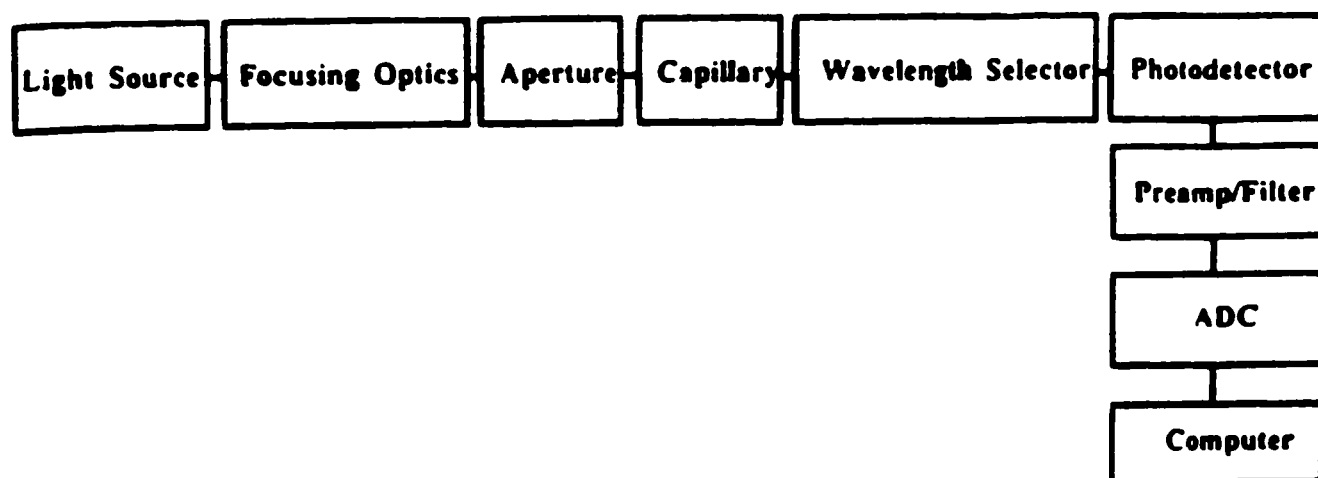 Light Source Focusing Optics Aperture Capillary Wavelength Selector Photodetector
Preamp/Filter
ADC
Computer